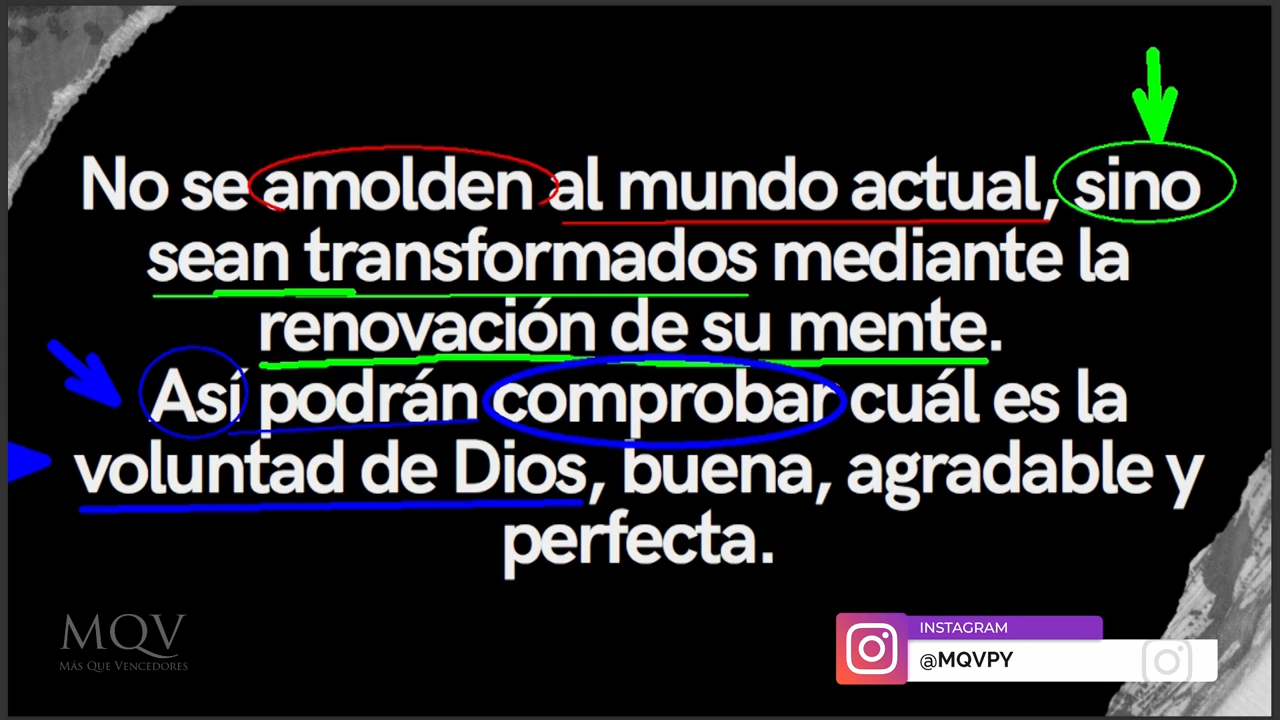 No se amolden al mundo actual, sino
sean transformados mediante la
renovación de su mente.
Así podrán comprobar cuál es la
voluntad de Dios, buena, agradable y
perfecta.
MQV
MÁS QUE VENCEDORES
INSTAGRAM
@MQVPY